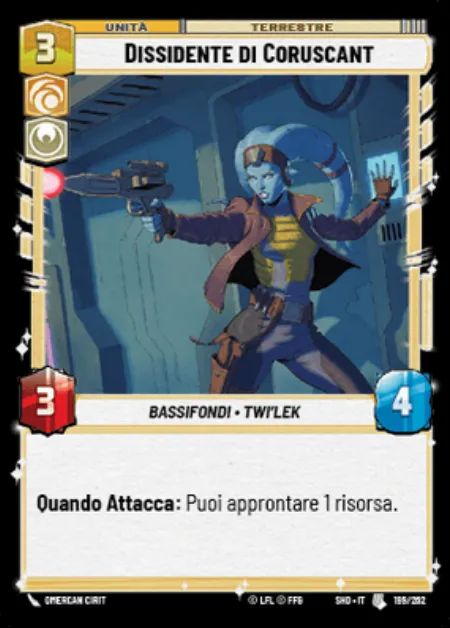 UNITÀ
TERRESTRE
3
DISSIDENTE DI CORUSCANT
3
BASSIFONDI • TWI'LEK
4
Quando Attacca: Puoi approntare 1 risorsa.
OMERCAN CIRIT
© LFL © FFG
SHD • IT
199/262